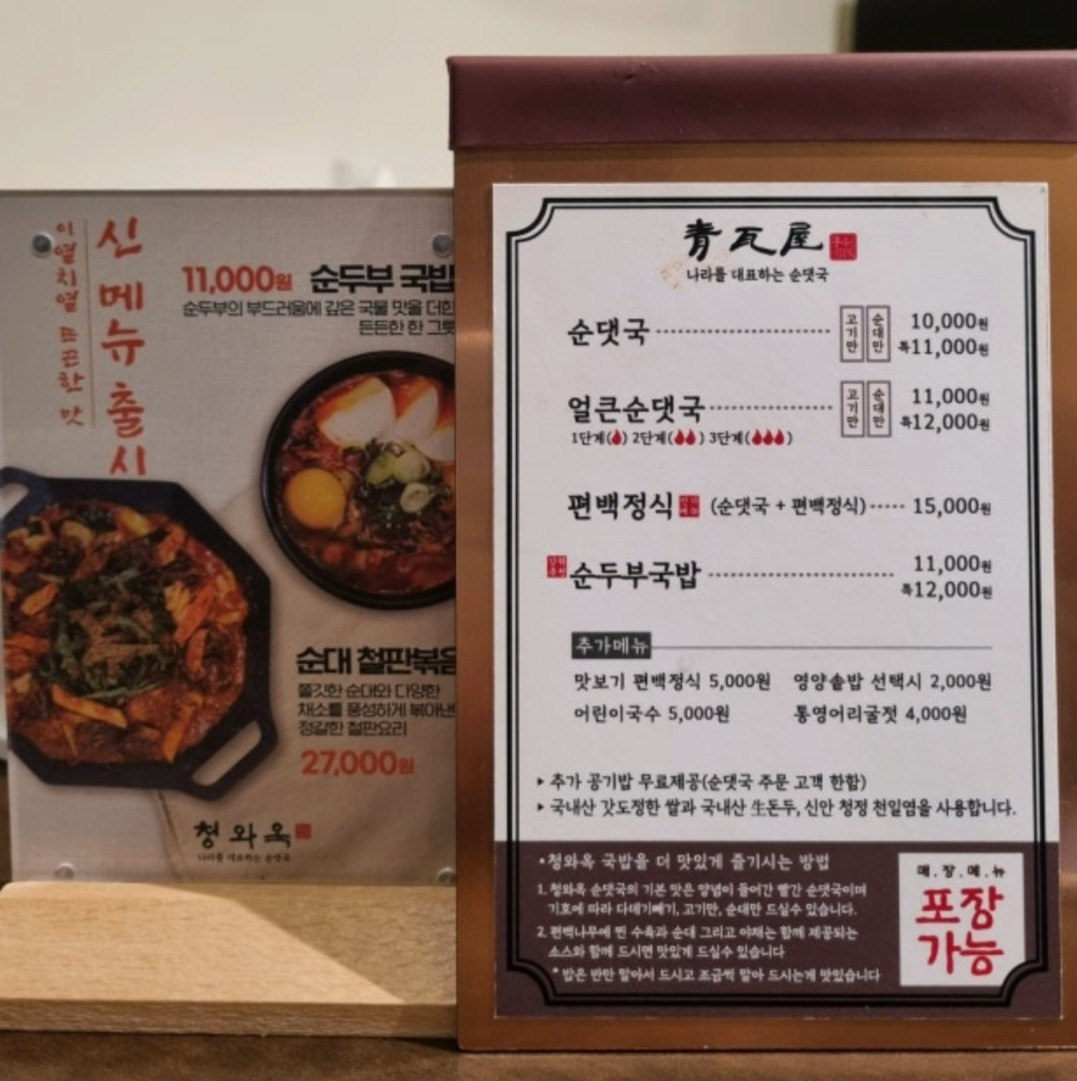 신메뉴 출시
이열치열 뜨끈한 맛
11,000원 순두부 국밥
순두부의 부드러움에 깊은 국물 맛을 더한
든든한 한 그릇
순대 철판볶음
쫄깃한 순대와 다양한
채소를 풍성하게 볶아낸
정갈한 철판요리
27,000원
청와옥
나라를 대표하는 순댓국
青瓦屋
나라를 대표하는 순댓국
순댓국 고기만 순대만 10,000원
특11,000원
얼큰순댓국 고기만 순대만 11,000원
특12,000원
1단계( ) 2단계( ) 3단계( )
편백정식 (순댓국 + 편백정식) 15,000원
순두부국밥 11,000원
특12,000원
추가메뉴
맛보기 편백정식 5,000원 영양솥밥 선택시 2,000원
어린이국수 5,000원 통영어리굴젓 4,000원
▸ 추가 공기밥 무료제공(순댓국 주문 고객 한함)
▸ 국내산 갓도정한 쌀과 국내산 生돈두, 신안 청정 천일염을 사용합니다.
•청와옥 국밥을 더 맛있게 즐기시는 방법
1. 청와옥 순댓국의 기본 맛은 양념이 들어간 빨간 순댓국이며
기호에 따라 다데기빼기, 고기만, 순대만 드실수 있습니다.
2. 편백나무에 찐 수육과 순대 그리고 야채는 함께 제공되는
소스와 함께 드시면 맛있게 드실수 있습니다
* 밥은 반만 말아서 드시고 조금씩 말아 드시는게 맛있습니다
매.장.메.뉴
포장
가능